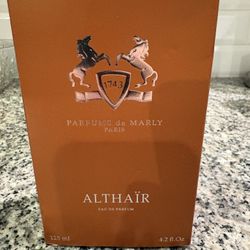 1743
PARFUMS de MARLY
PARIS
ALTHAÏR
EAU DE PARFUM
125 ml 4.2 fl.Oz